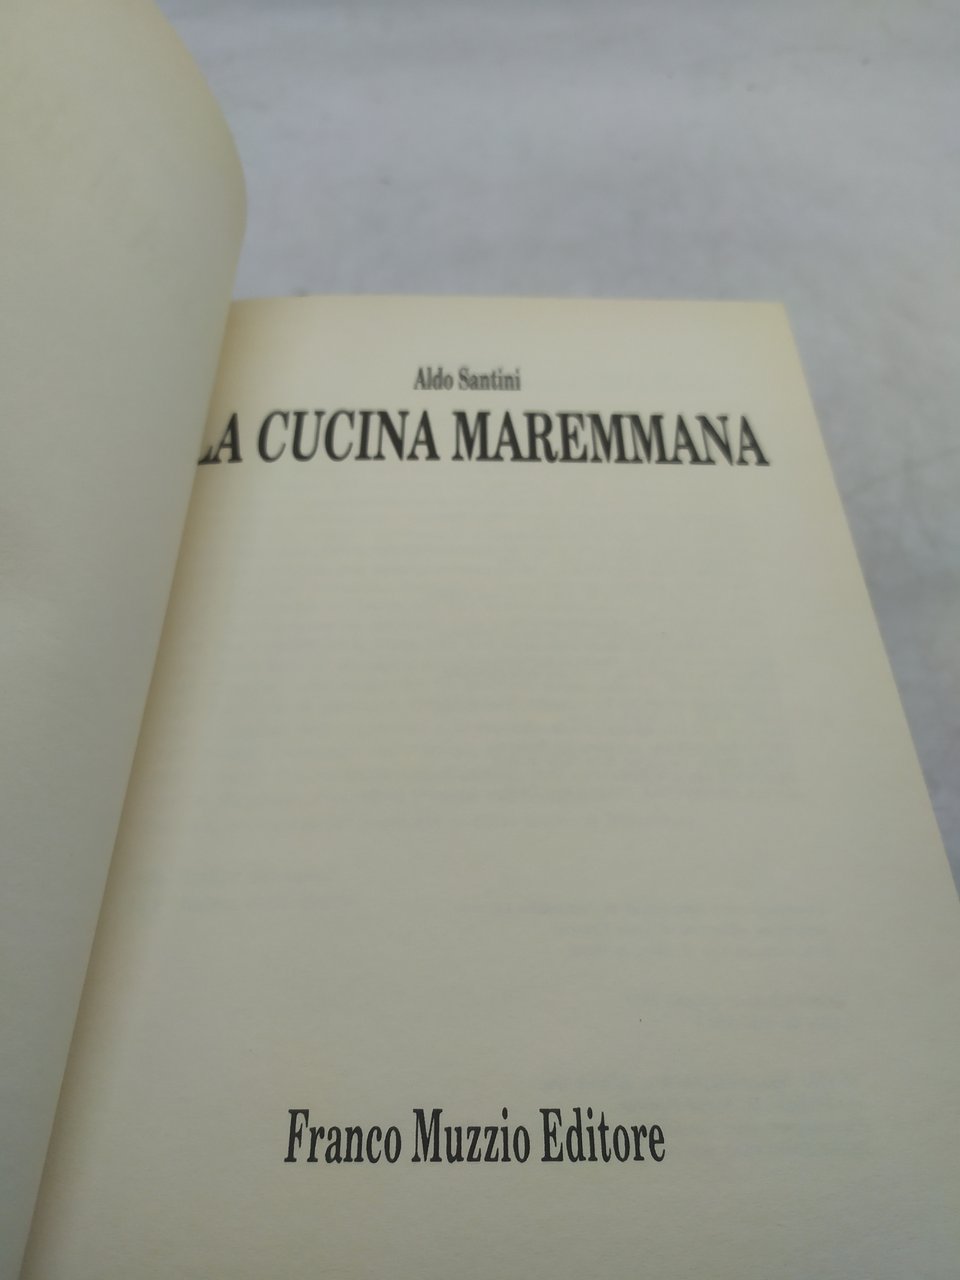 Aldo Santini
LA CUCINA MAREMMANA
Franco Muzzio Editore